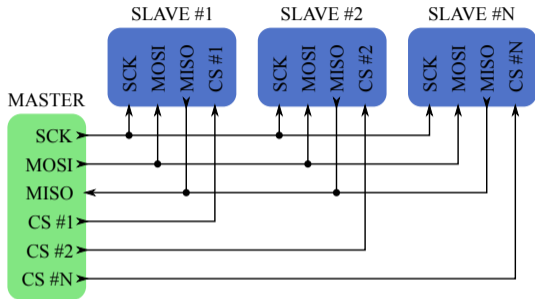 SLAVE #1
SLAVE #2
SLAVE #N
SCK
MOSI
MISO
CS #1
SCK
MOSI
MISO
CS #2
SCK
MOSI
MISO
CS #N
MASTER
SCK
MOSI
MISO
CS #1
CS #2
CS #N